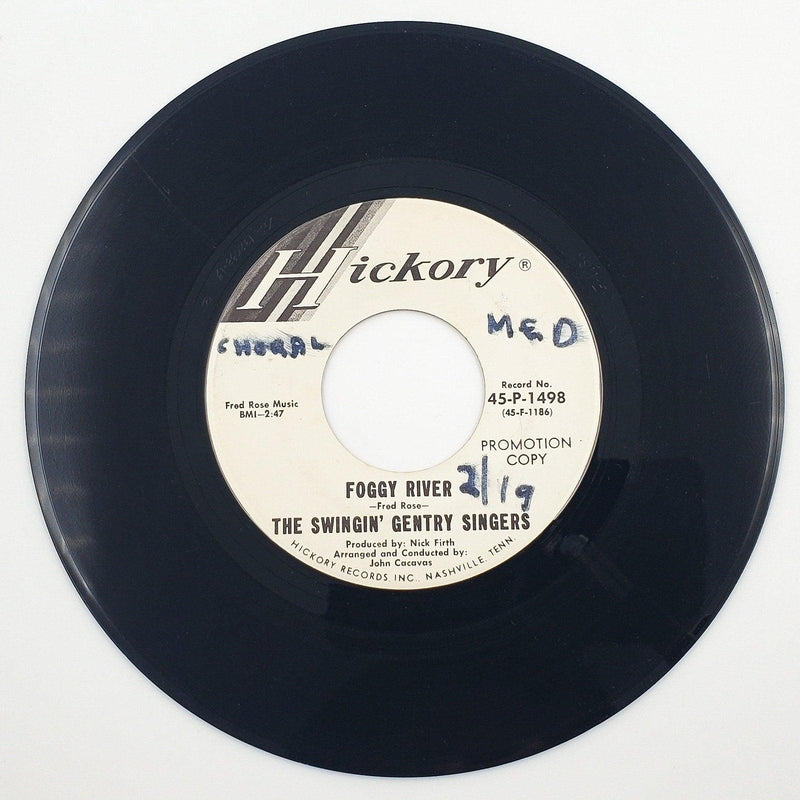 Hickory®
CHORAL
MED
Fred Rose Music
BMI—2:47
Record No.
45-P-1498
(45-F-1186)
PROMOTION
COPY
FOGGY RIVER
2/19
—Fred Rose—
THE SWINGIN' GENTRY SINGERS
Produced by: Nick Firth
Arranged and Conducted by:
John Cacavas
HICKORY RECORDS, INC., NASHVILLE, TENN.